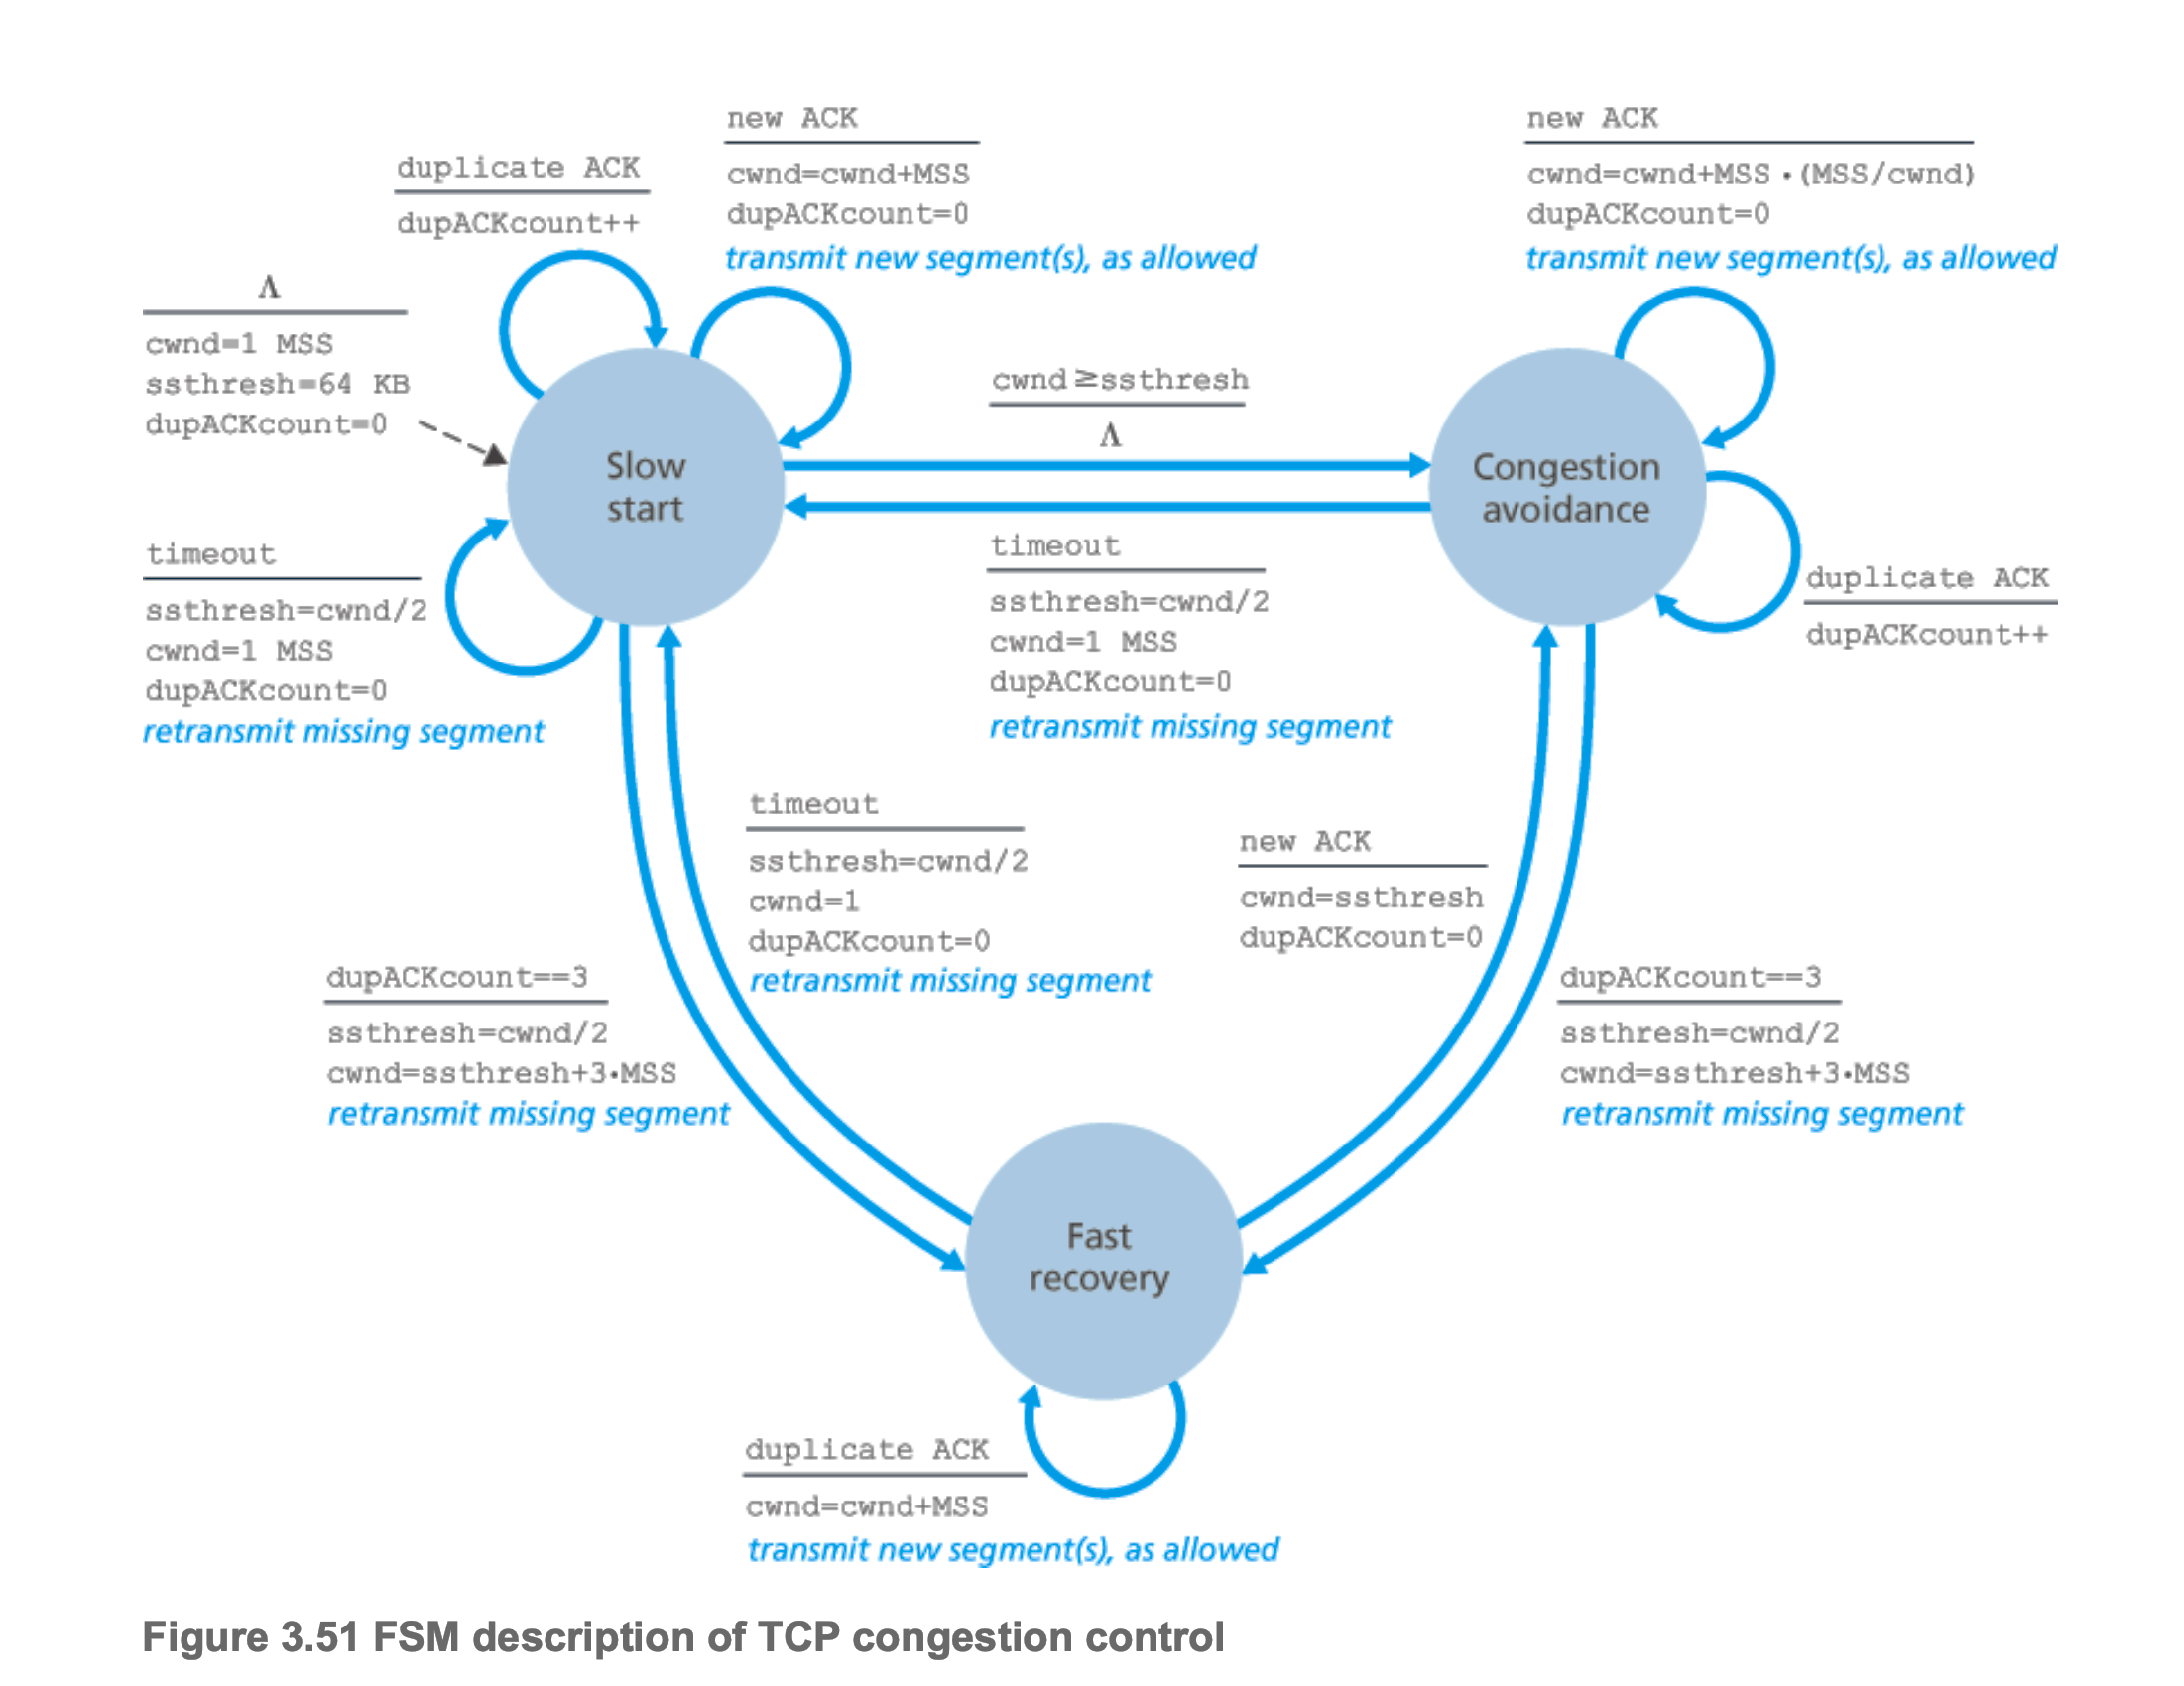 new ACK
cwnd=cwnd+MSS
dupACKcount=0
transmit new segment(s), as allowed
new ACK
cwnd=cwnd+MSS·(MSS/cwnd)
dupACKcount=0
transmit new segment(s), as allowed
duplicate ACK
dupACKcount++
Λ
cwnd=1 MSS
ssthresh=64 KB
dupACKcount=0
cwnd≥ssthresh
Λ
Slow
start
Congestion
avoidance
timeout
ssthresh=cwnd/2
cwnd=1 MSS
dupACKcount=0
retransmit missing segment
timeout
ssthresh=cwnd/2
cwnd=1 MSS
dupACKcount=0
retransmit missing segment
duplicate ACK
dupACKcount++
timeout
ssthresh=cwnd/2
cwnd=1
dupACKcount=0
retransmit missing segment
new ACK
cwnd=ssthresh
dupACKcount=0
dupACKcount==3
ssthresh=cwnd/2
cwnd=ssthresh+3·MSS
retransmit missing segment
dupACKcount==3
ssthresh=cwnd/2
cwnd=ssthresh+3·MSS
retransmit missing segment
Fast
recovery
duplicate ACK
cwnd=cwnd+MSS
transmit new segment(s), as allowed
Figure 3.51 FSM description of TCP congestion control